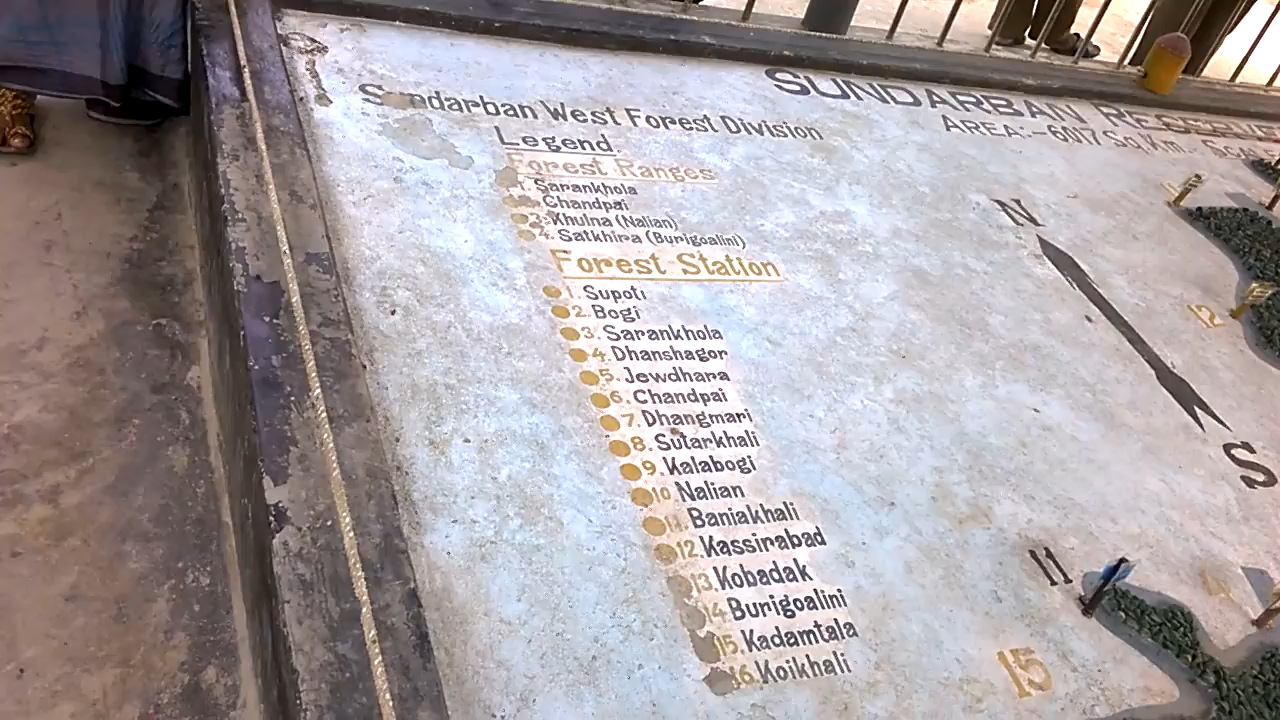 SUNDARBAN RESERVE
AREA:-6017 Sq.Km.
Sundarban West Forest Division
Legend.
Forest Ranges
1. Sarankhola
Chandpai
3. Khulna (Nalian)
4. Satkhira (Burigoalini)
Forest Station
1. Supoti
2. Bogi
3. Sarankhola
4. Dhanshagor
5. Jewdhara
6. Chandpai
7. Dhangmari
8. Sutarkhali
9. Kalabogi
10 Nalian
11. Baniakhali
12. Kassirabad
13. Kobadak
14. Burigoalini
15. Kadamtala
16. Koikhali
N
S
12
11
15